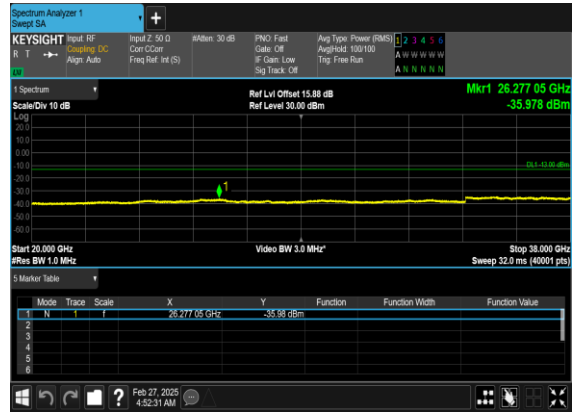 Spectrum Analyzer 1
Swept SA
+
KEYSIGHT Input: RF Input Z: 50 Ω #Atten: 30 dB PNO: Fast Avg Type: Power (RMS) 1 2 3 4 5 6
R T Coupling: DC Corr CCorr Gate: Off Avg|Hold: 100/100 A W W W W W
Align: Auto Freq Ref: Int (S) IF Gain: Low Trig: Free Run
Sig Track: Off A N N N N N
1 Spectrum
Ref Lvl Offset 15.88 dB Mkr1 26.277 05 GHz
Scale/Div 10 dB Ref Level 30.00 dBm -35.978 dBm
Log
20.0
10.0
0.00
-10.0
DL1 -13.00 dBm
-20.0
-30.0
1
-40.0
-50.0
-60.0
Start 20.000 GHz Video BW 3.0 MHz* Stop 38.000 GHz
#Res BW 1.0 MHz Sweep 32.0 ms (40001 pts)
5 Marker Table
Mode Trace Scale X Y Function Function Width Function Value
1 N 1 f 26.277 05 GHz -35.98 dBm
2
3
4
5
6
? Feb 27, 2025
4:52:31 AM